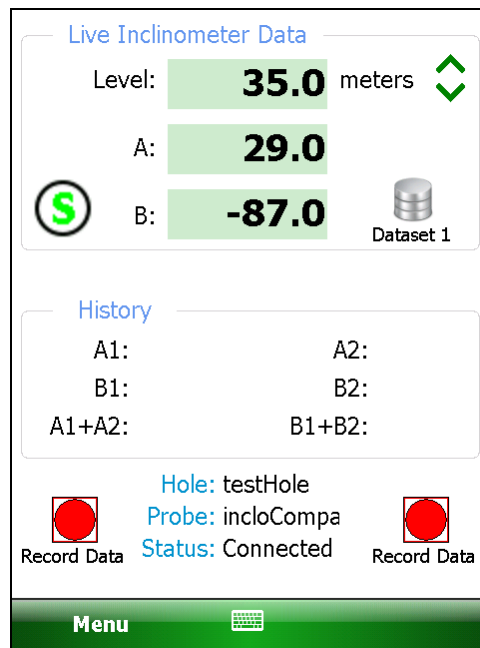 Live Inclinometer Data
Level: 35.0 meters
A: 29.0
S
B: -87.0
Dataset 1
History
A1: A2:
B1: B2:
A1+A2: B1+B2:
Hole: testHole
Probe: incloCompa
Status: Connected
Record Data Record Data
Menu